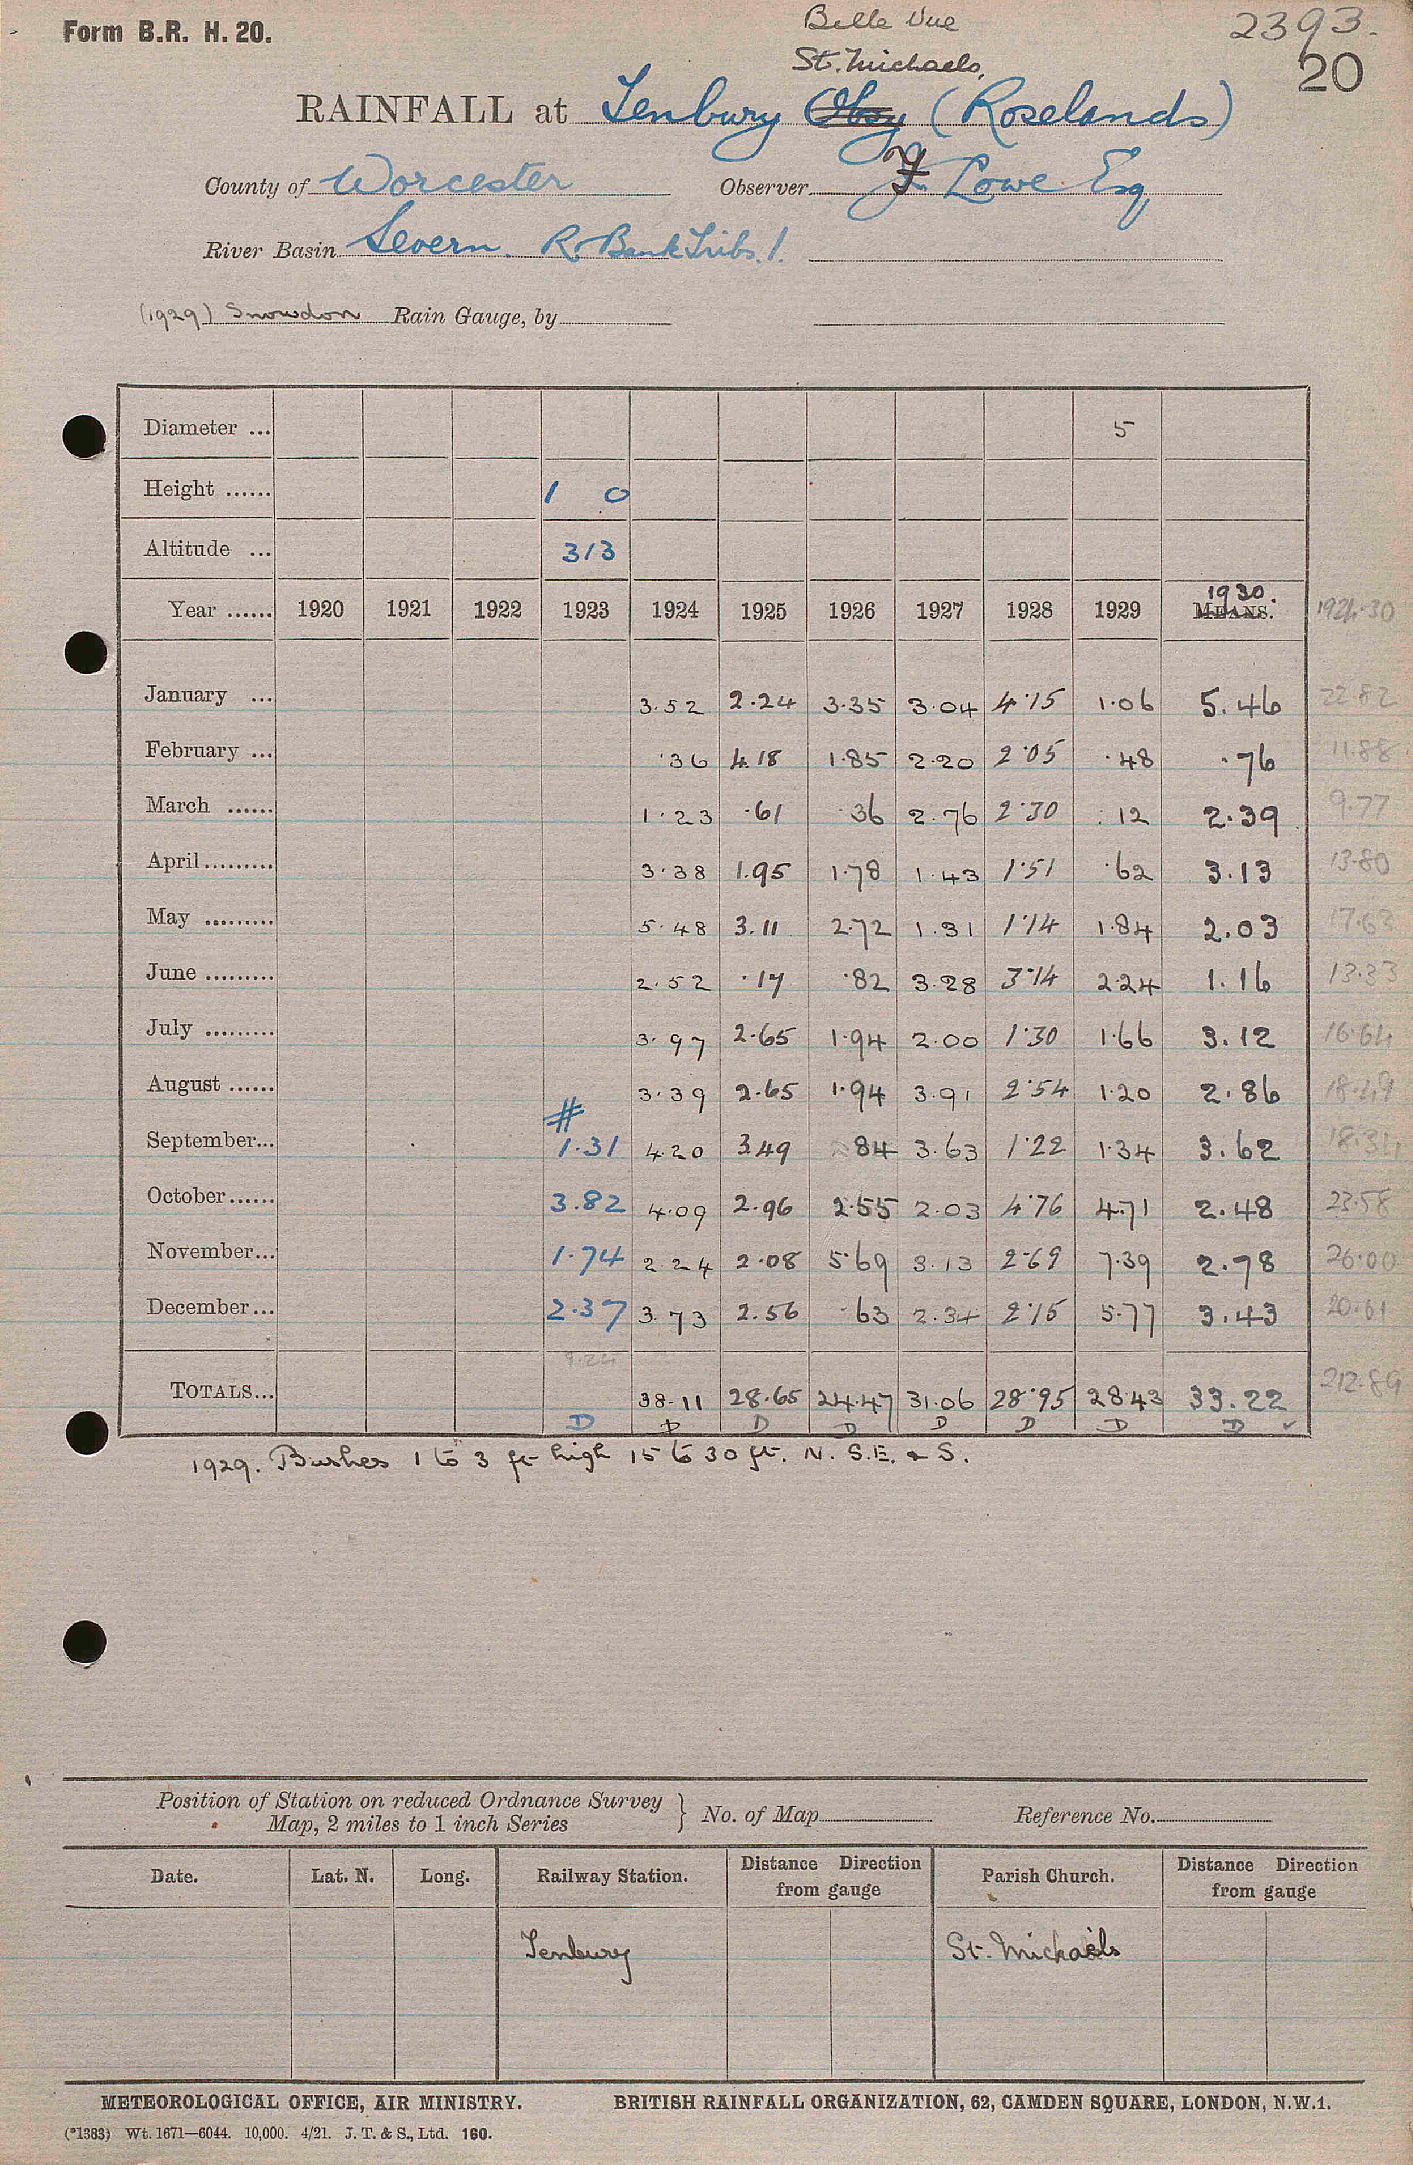 Form B.R. H. 20.
Belle Vue
2393.
St. Michaels,
20
RAINFALL at Tenbury Obsy (Roselands)
County of Worcester Observer F Lowe Esq
River Basin Severn. R. Bank Tribs. 1.
(1929) Snowdon Rain Gauge, by
Diameter ... 5
Height ...... 1 0
Altitude ... 313
1930.
Year ...... 1920 1921 1922 1923 1924 1925 1926 1927 1928 1929 MEANS. 1924-30
January ... 3.52 2.24 3.35 3.04 4.15 1.06 5.46 22.82
February ... .36 4.18 1.85 2.20 2.05 .48 .76 11.88
March ...... 1.23 .61 .36 2.76 2.30 .12 2.39 9.77
April ......... 3.38 1.95 1.78 1.43 1.51 .62 3.13 13.80
May ......... 5.48 3.11 2.72 1.31 1.14 1.84 2.03 17.63
June ......... 2.52 .17 .82 3.28 3.14 2.24 1.16 13.33
July ......... 3.97 2.65 1.94 2.00 1.30 1.66 3.12 16.64
August ...... 3.39 2.65 1.94 3.91 2.54 1.20 2.86 18.49
#
September... 1.31 4.20 3.49 .84 3.63 1.22 1.34 3.62 18.34
October ...... 3.82 4.09 2.96 2.55 2.03 4.76 4.71 2.48 23.58
November... 1.74 2.24 2.08 5.69 3.13 2.69 7.39 2.78 26.00
December ... 2.37 3.73 2.56 .63 2.34 2.15 5.77 3.43 20.61
9.24
TOTALS... 38.11 28.65 24.47 31.06 28.95 28.43 33.22 212.89
D D D D D D D D ✓
1929. Bushes 1 to 3 ft high 15 to 30 ft. N. S.E. & S.
Position of Station on reduced Ordnance Survey
Map, 2 miles to 1 inch Series } No. of Map Reference No.
Date. Lat. N. Long. Railway Station. Distance Direction from gauge Parish Church. Distance Direction from gauge
Tenbury St. Michaels
METEOROLOGICAL OFFICE, AIR MINISTRY. BRITISH RAINFALL ORGANIZATION, 62, CAMDEN SQUARE, LONDON, N.W.1.
(*1383) Wt. 1671—6044. 10,000. 4/21. J. T. & S., Ltd. 160.